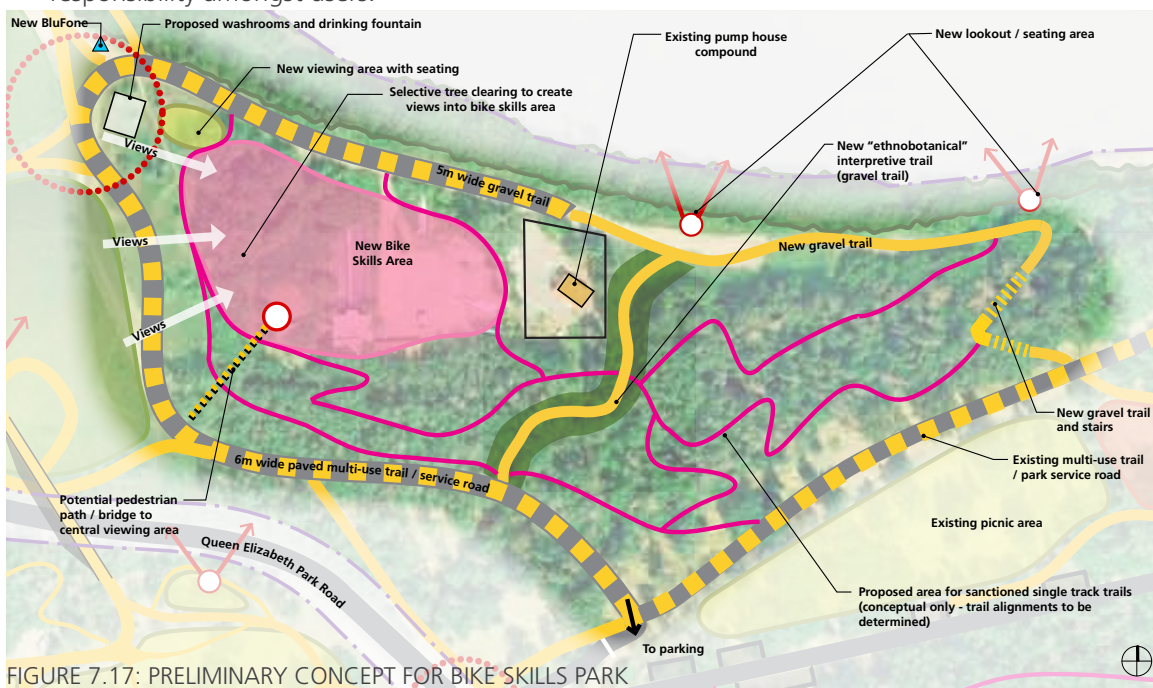 responsibility amongst users.
New BluFone
Proposed washrooms and drinking fountain
New viewing area with seating
Selective tree clearing to create
views into bike skills area
Existing pump house
compound
New lookout / seating area
New “ethnobotanical”
interpretive trail
(gravel trail)
Views
5m wide gravel trail
Views
New Bike
Skills Area
New gravel trail
Views
New gravel trail
and stairs
6m wide paved multi-use trail / service road
Existing multi-use trail
/ park service road
Potential pedestrian
path / bridge to
central viewing area
Existing picnic area
Queen Elizabeth Park Road
Proposed area for sanctioned single track trails
(conceptual only - trail alignments to be
determined)
To parking
FIGURE 7.17: PRELIMINARY CONCEPT FOR BIKE SKILLS PARK